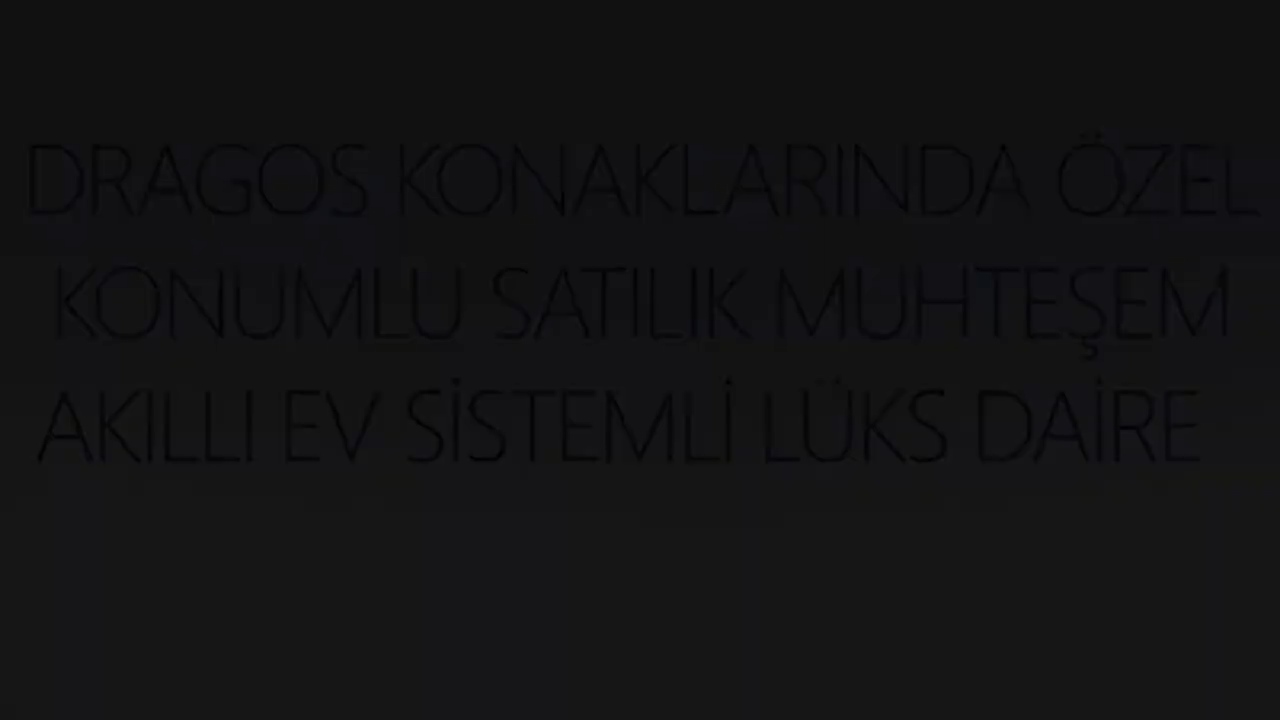 DRAGOS KONAKLARINDA ÖZEL
KONUMLU SATILIK MUHTEŞEM
AKILLI EV SİSTEMLİ LÜKS DAİRE